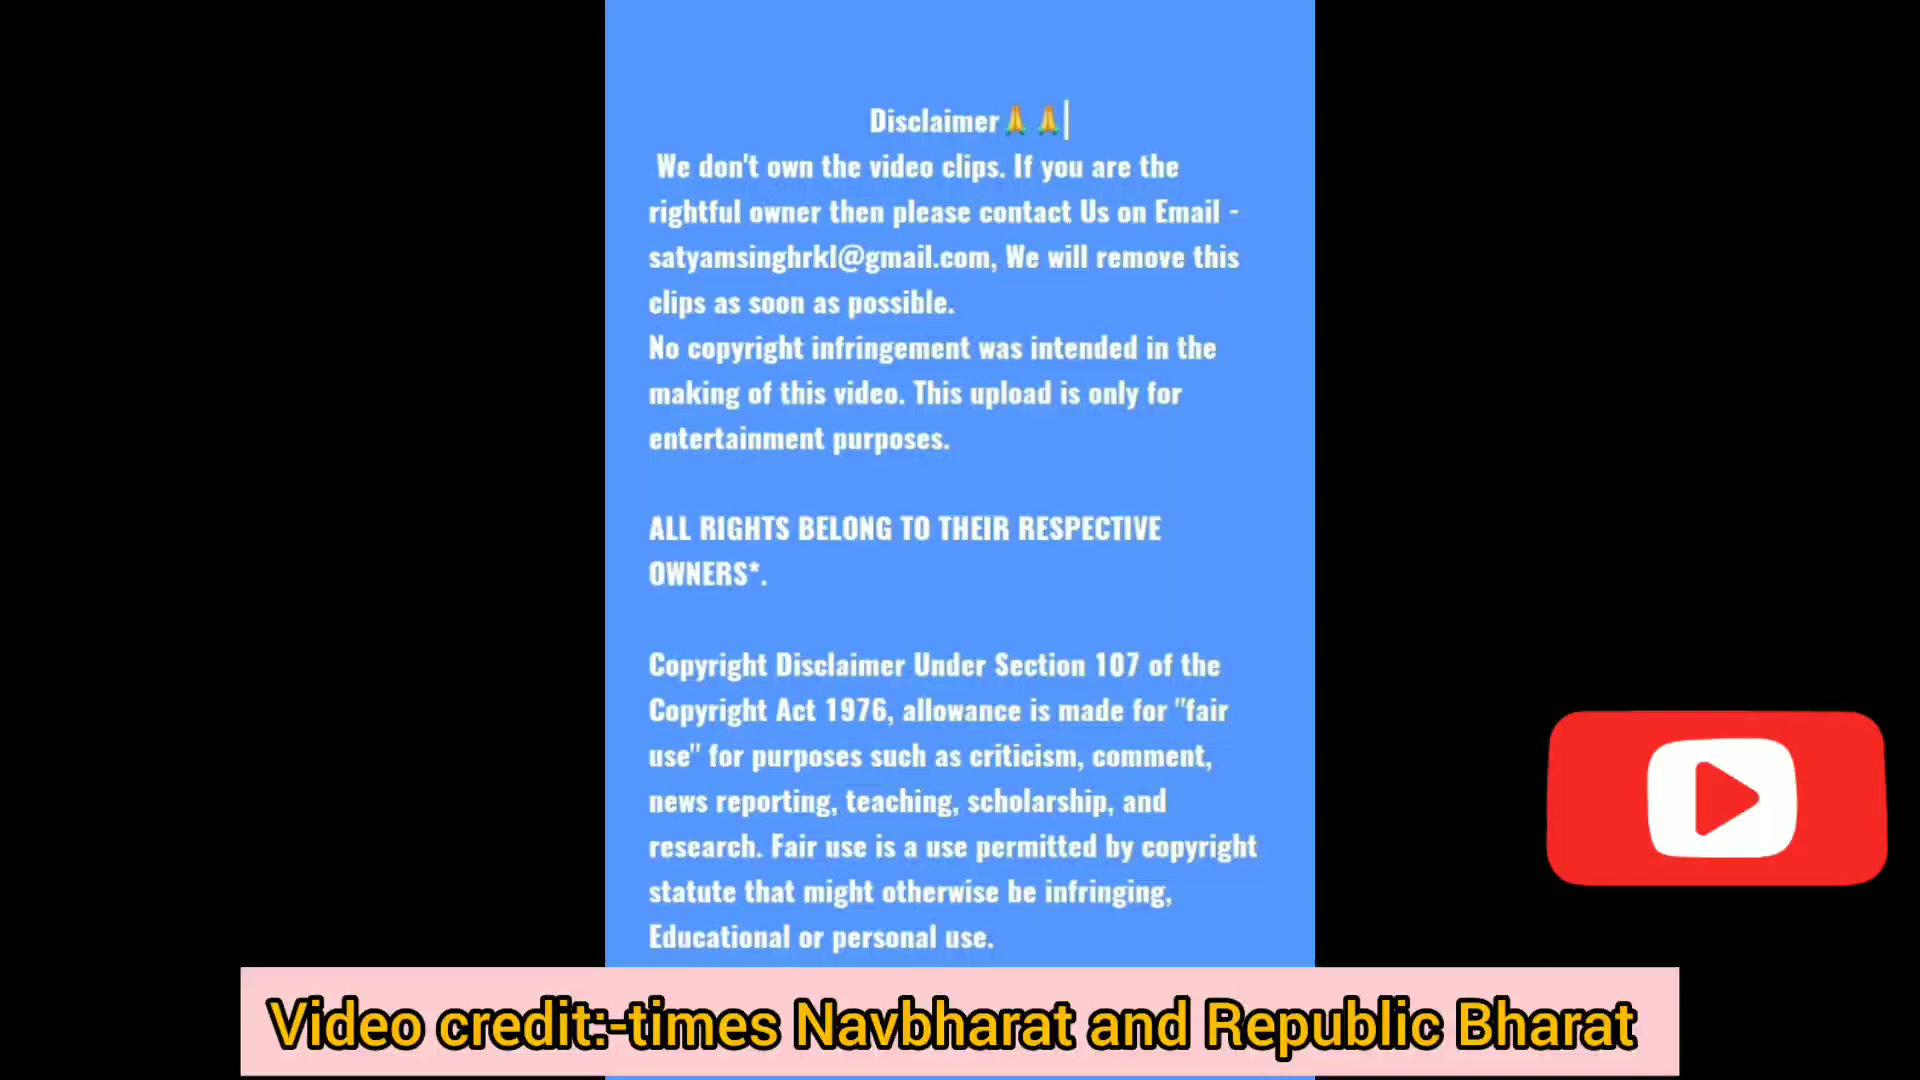 Disclaimer🙏🙏|
We don't own the video clips. If you are the
rightful owner then please contact Us on Email -
satyamsinghrkl@gmail.com, We will remove this
clips as soon as possible.
No copyright infringement was intended in the
making of this video. This upload is only for
entertainment purposes.
ALL RIGHTS BELONG TO THEIR RESPECTIVE
OWNERS*.
Copyright Disclaimer Under Section 107 of the
Copyright Act 1976, allowance is made for "fair
use" for purposes such as criticism, comment,
news reporting, teaching, scholarship, and
research. Fair use is a use permitted by copyright
statute that might otherwise be infringing,
Educational or personal use.
Video credit:-times Navbharat and Republic Bharat